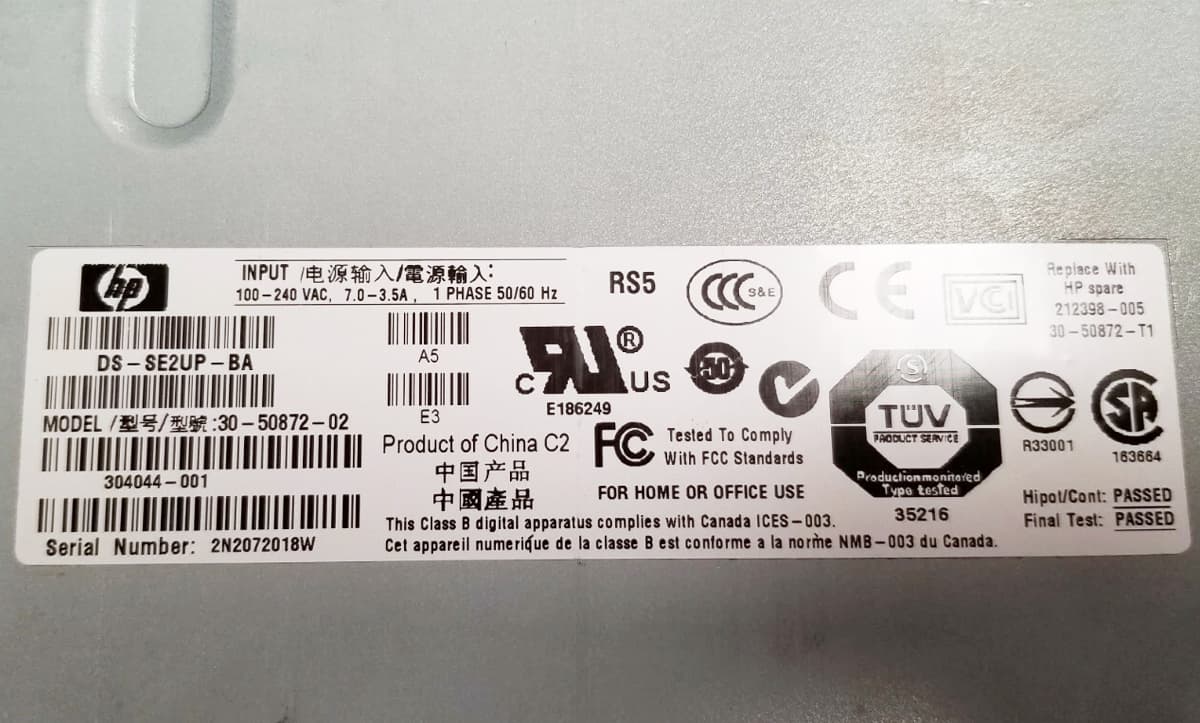 hp
INPUT /电源输入/電源輸入:
100-240 VAC, 7.0-3.5A , 1 PHASE 50/60 Hz
DS-SE2UP-BA
MODEL /型号/型號 :30-50872-02
304044-001
Serial Number: 2N2072018W
A5
E3
Product of China C2
中国产品
中國產品
RS5
CCC S&E
CE
VCI
Replace With
HP spare
212398-005
30-50872-T1
C RU US ®
E186249
50
FC Tested To Comply
With FCC Standards
FOR HOME OR OFFICE USE
This Class B digital apparatus complies with Canada ICES-003.
Cet appareil numerique de la classe B est conforme a la norme NMB-003 du Canada.
S
TÜV
PRODUCT SERVICE
Production monitored
Type tested
35216
R33001
SA
163664
Hipot/Cont: PASSED
Final Test: PASSED